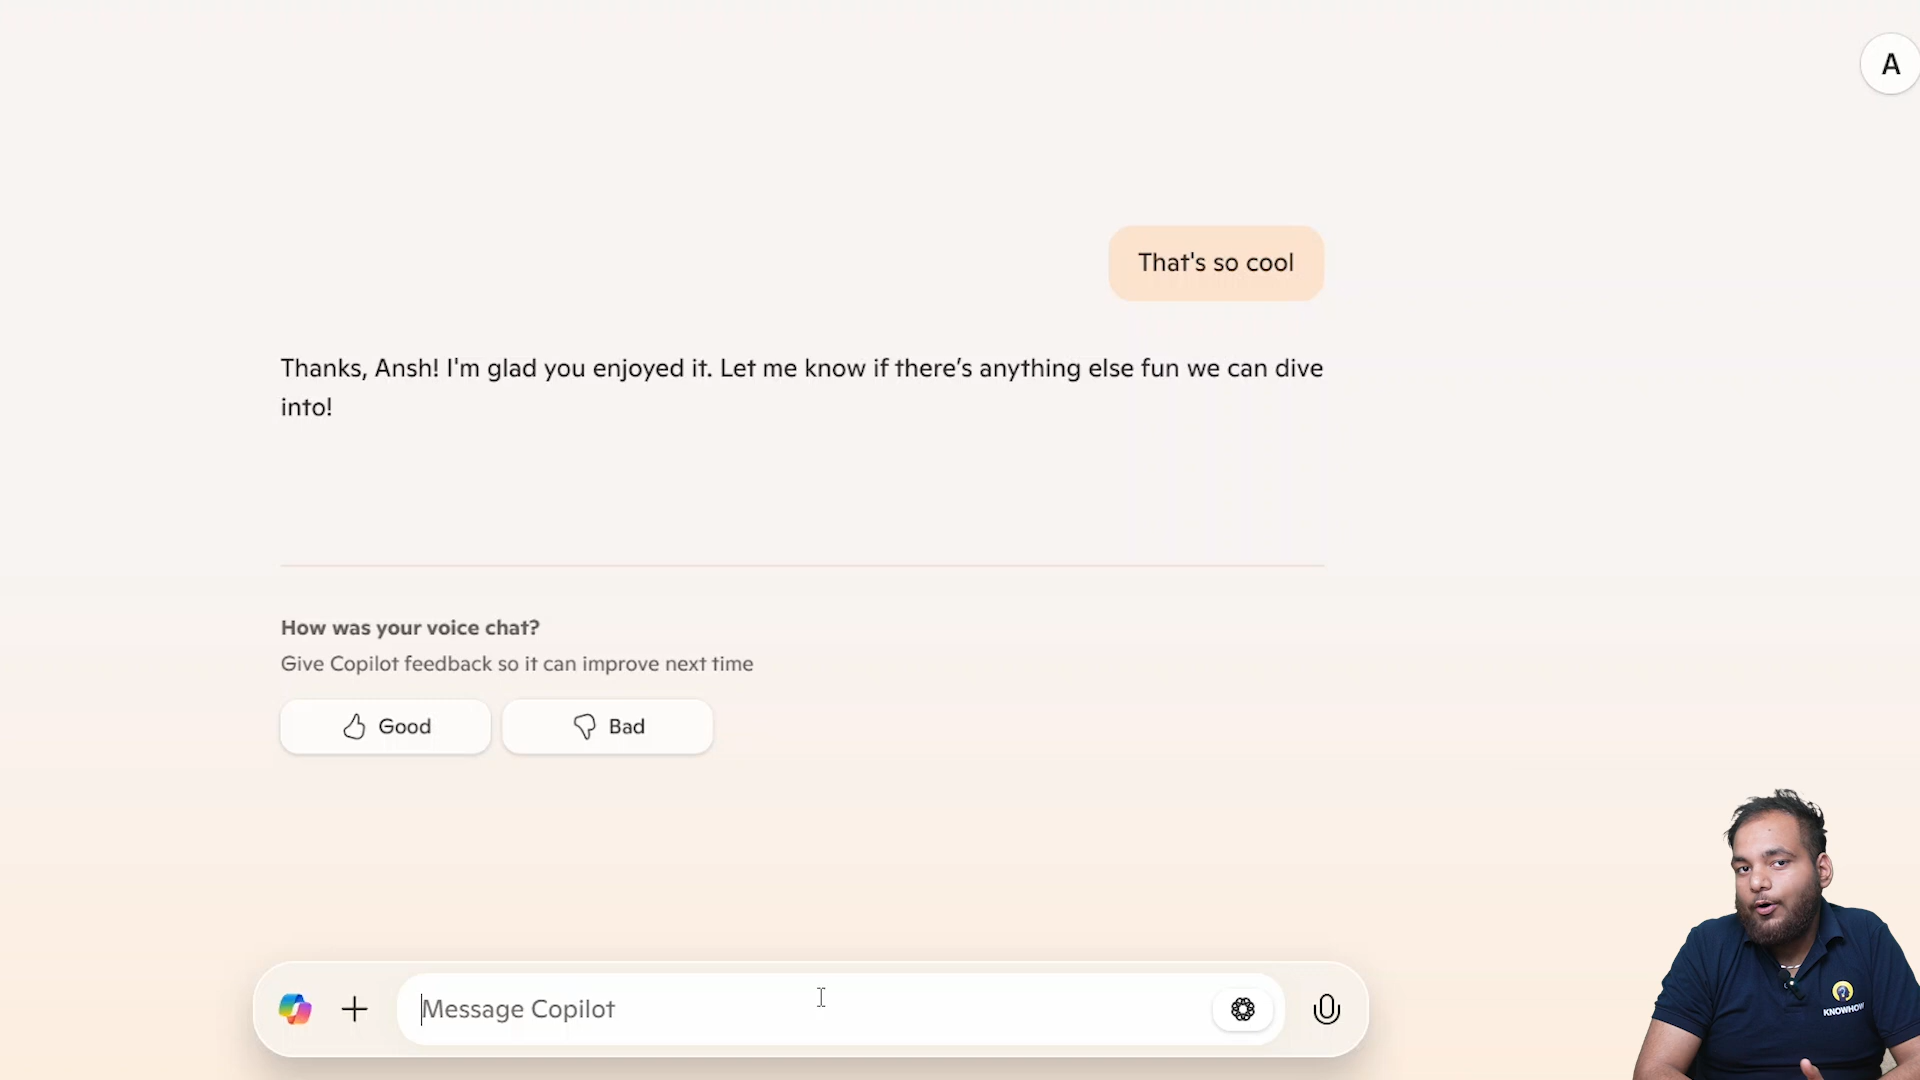 A
That's so cool
Thanks, Ansh! I'm glad you enjoyed it. Let me know if there’s anything else fun we can dive
into!
How was your voice chat?
Give Copilot feedback so it can improve next time
Good
Bad
Message Copilot
KNOWHOW